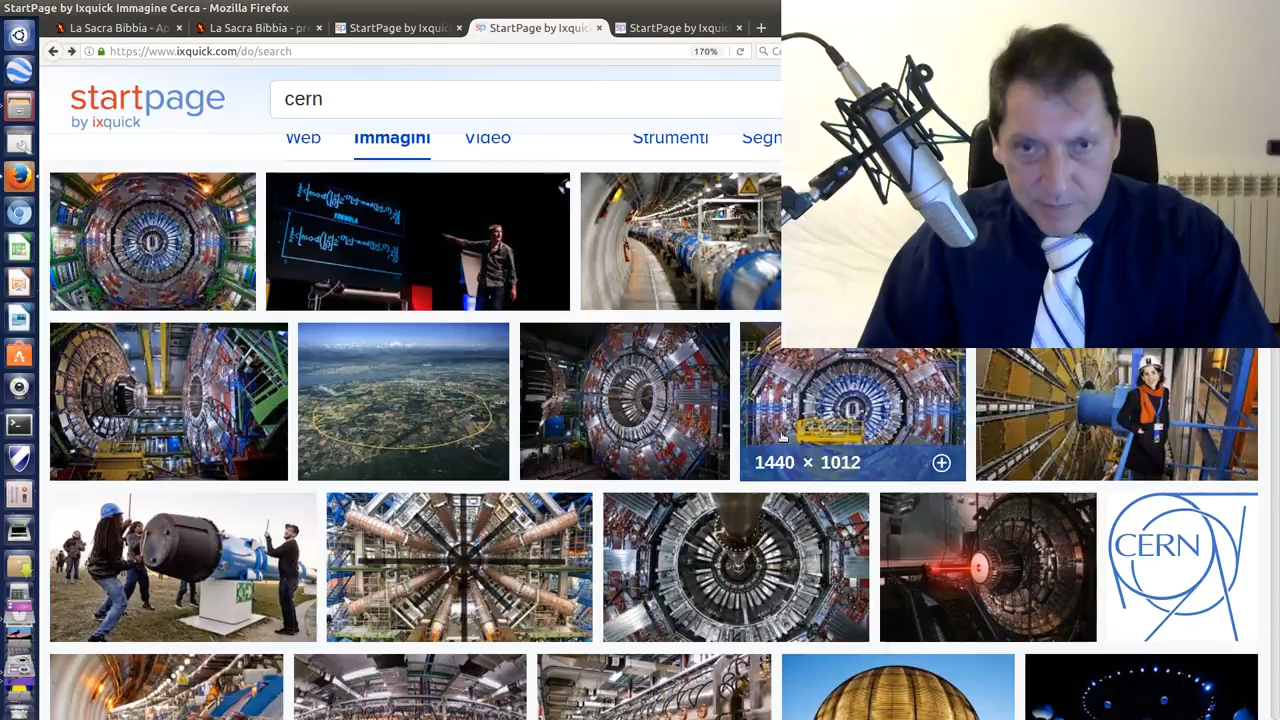 StartPage by Ixquick Immagine Cerca - Mozilla Firefox
La Sacra Bibbia - Ap
La Sacra Bibbia - pr
StartPage by Ixquic
StartPage by Ixquic
StartPage by Ixquic
https://www.ixquick.com/do/search
170%
startpage
by ixquick
cern
Web
Immagini
Video
Strumenti
FORMULA
1440 × 1012
CERN